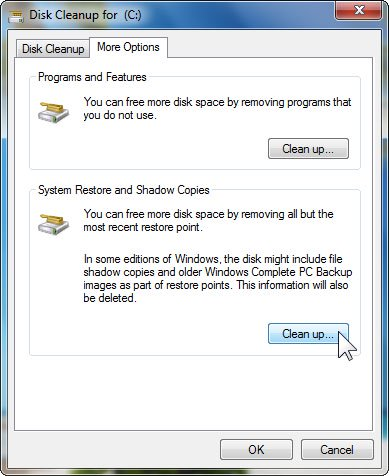 Disk Cleanup for  (C:)
Disk Cleanup
More Options
Programs and Features
You can free more disk space by removing programs that
you do not use.
Clean up...
System Restore and Shadow Copies
You can free more disk space by removing all but the
most recent restore point.
In some editions of Windows, the disk might include file
shadow copies and older Windows Complete PC Backup
images as part of restore points. This information will also
be deleted.
Clean up...
OK
Cancel